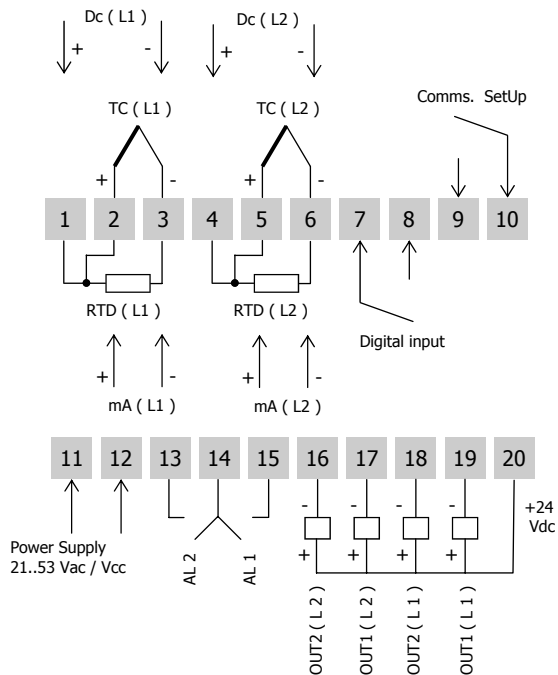 Dc ( L1 )
Dc ( L2 )
+ - + -
TC ( L1 )
TC ( L2 )
Comms. SetUp
+ - + -
1 2 3 4 5 6 7 8 9 10
RTD ( L1 )
RTD ( L2 )
Digital input
+ - + -
mA ( L1 )
mA ( L2 )
11 12 13 14 15 16 17 18 19 20
- - - -
+24
Vdc
+ + + +
Power Supply
21..53 Vac / Vcc
AL 2
AL 1
OUT2 ( L 2 )
OUT1 ( L 2 )
OUT2 ( L 1 )
OUT1 ( L 1 )